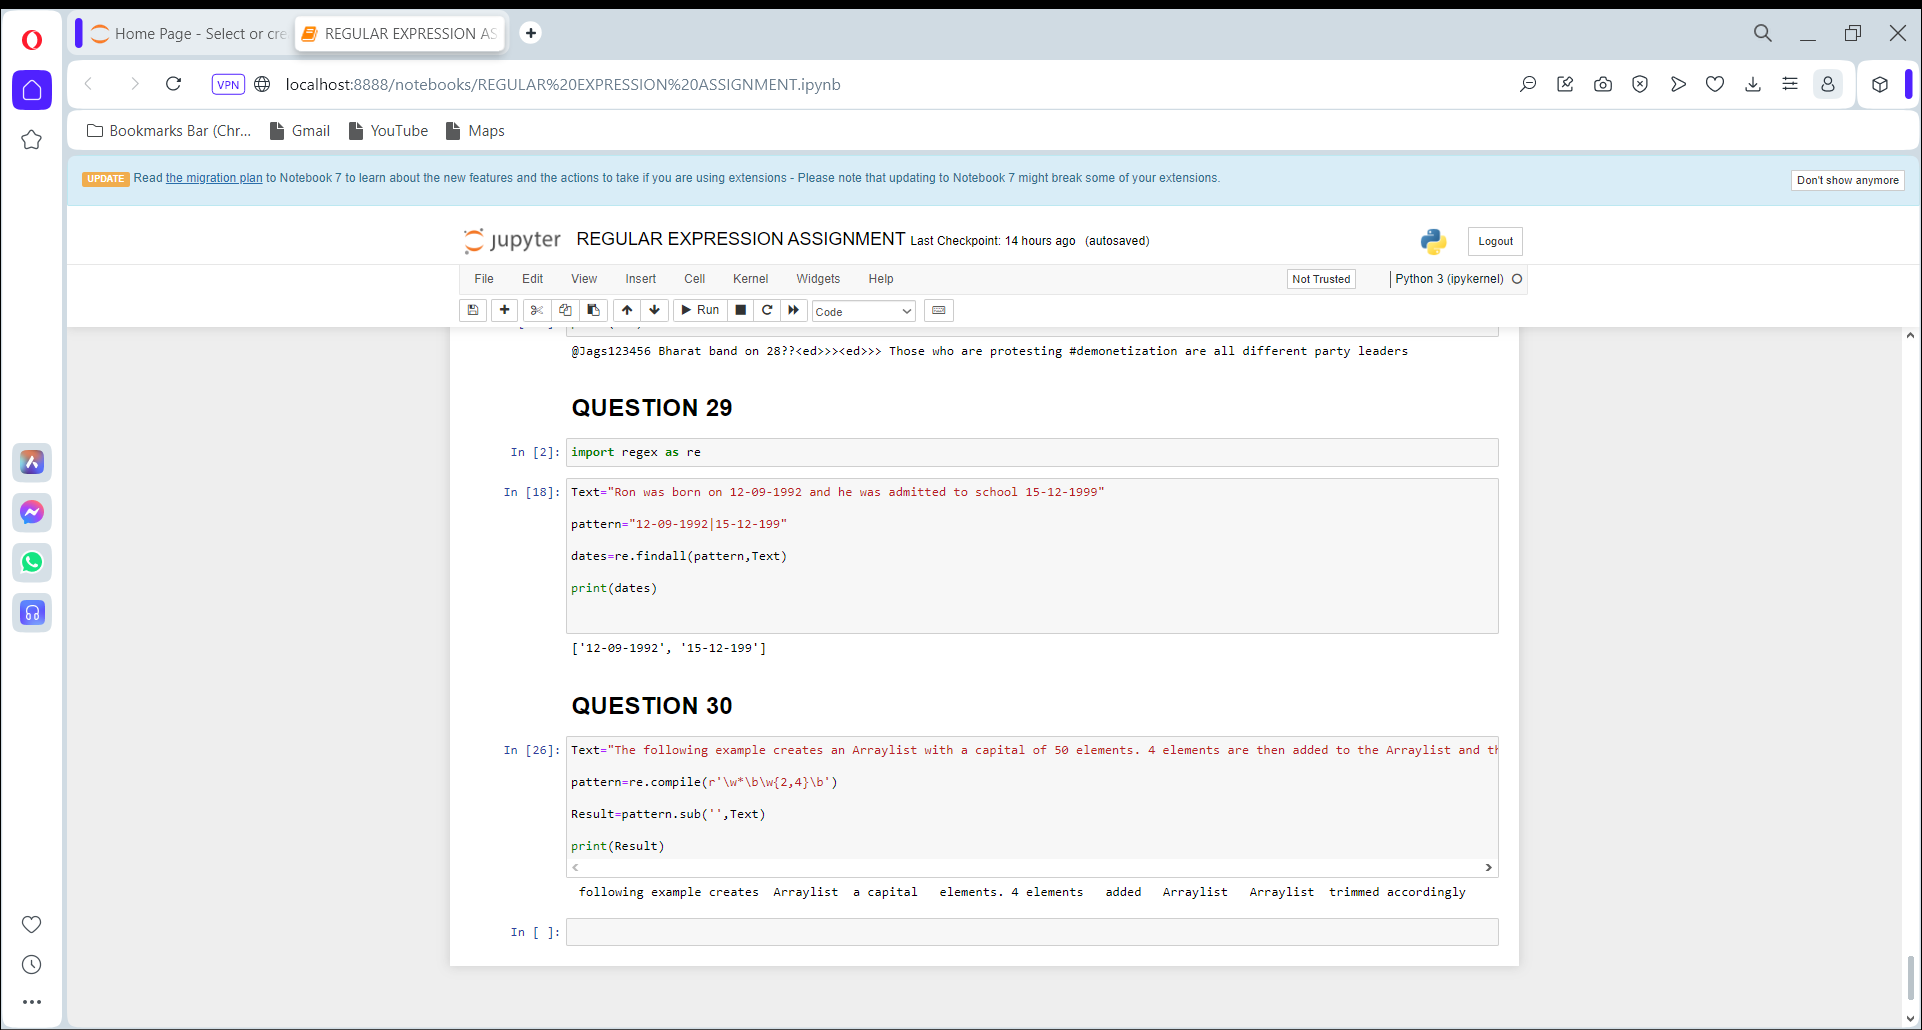 Home Page - Select or cre
REGULAR EXPRESSION AS
VPN
localhost:8888/notebooks/REGULAR%20EXPRESSION%20ASSIGNMENT.ipynb
Bookmarks Bar (Chr... Gmail YouTube Maps
UPDATE Read the migration plan to Notebook 7 to learn about the new features and the actions to take if you are using extensions - Please note that updating to Notebook 7 might break some of your extensions.
Don't show anymore
jupyter REGULAR EXPRESSION ASSIGNMENT Last Checkpoint: 14 hours ago (autosaved)
Logout
File Edit View Insert Cell Kernel Widgets Help
Not Trusted
Python 3 (ipykernel)
Run
Code
@Jags123456 Bharat band on 28??<ed>>><ed>>> Those who are protesting #demonetization are all different party leaders
QUESTION 29
In [2]: import regex as re
In [18]: Text="Ron was born on 12-09-1992 and he was admitted to school 15-12-1999"
pattern="12-09-1992|15-12-199"
dates=re.findall(pattern,Text)
print(dates)
['12-09-1992', '15-12-199']
QUESTION 30
In [26]: Text="The following example creates an Arraylist with a capital of 50 elements. 4 elements are then added to the Arraylist and th
pattern=re.compile(r'\w*\b\w{2,4}\b')
Result=pattern.sub('',Text)
print(Result)
following example creates  Arraylist  a capital   elements. 4 elements   added   Arraylist   Arraylist  trimmed accordingly
In [ ]: